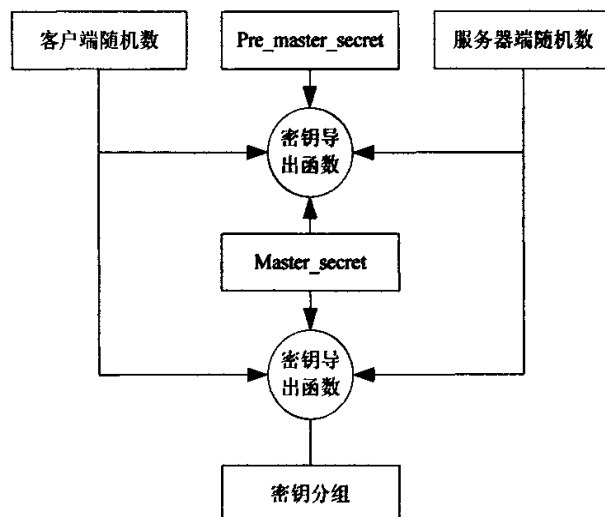 客户端随机数
Pre_master_secret
服务器端随机数
密钥导
出函数
Master_secret
密钥导
出函数
密钥分组